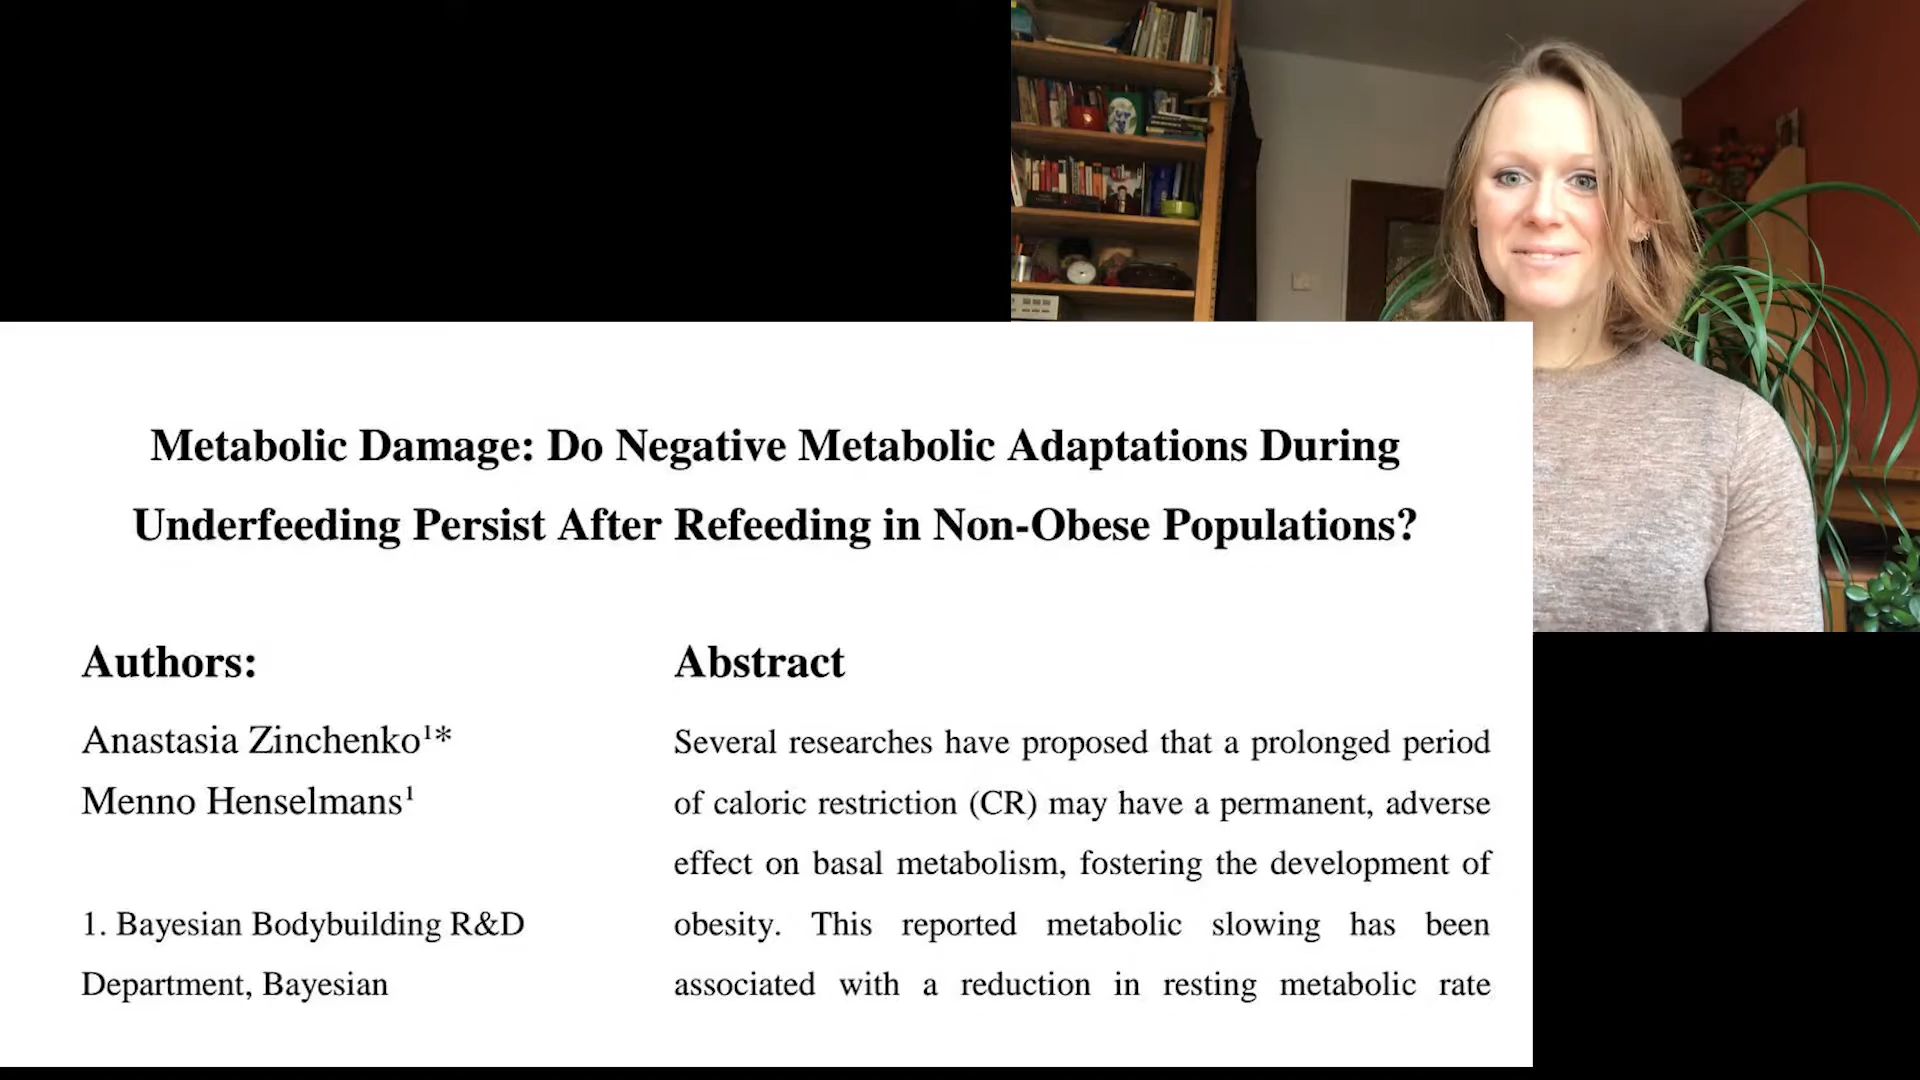 Metabolic Damage: Do Negative Metabolic Adaptations During
Underfeeding Persist After Refeeding in Non-Obese Populations?
Authors:
Anastasia Zinchenko¹*
Menno Henselmans¹
1. Bayesian Bodybuilding R&D
Department, Bayesian
Abstract
Several researches have proposed that a prolonged period
of caloric restriction (CR) may have a permanent, adverse
effect on basal metabolism, fostering the development of
obesity. This reported metabolic slowing has been
associated with a reduction in resting metabolic rate